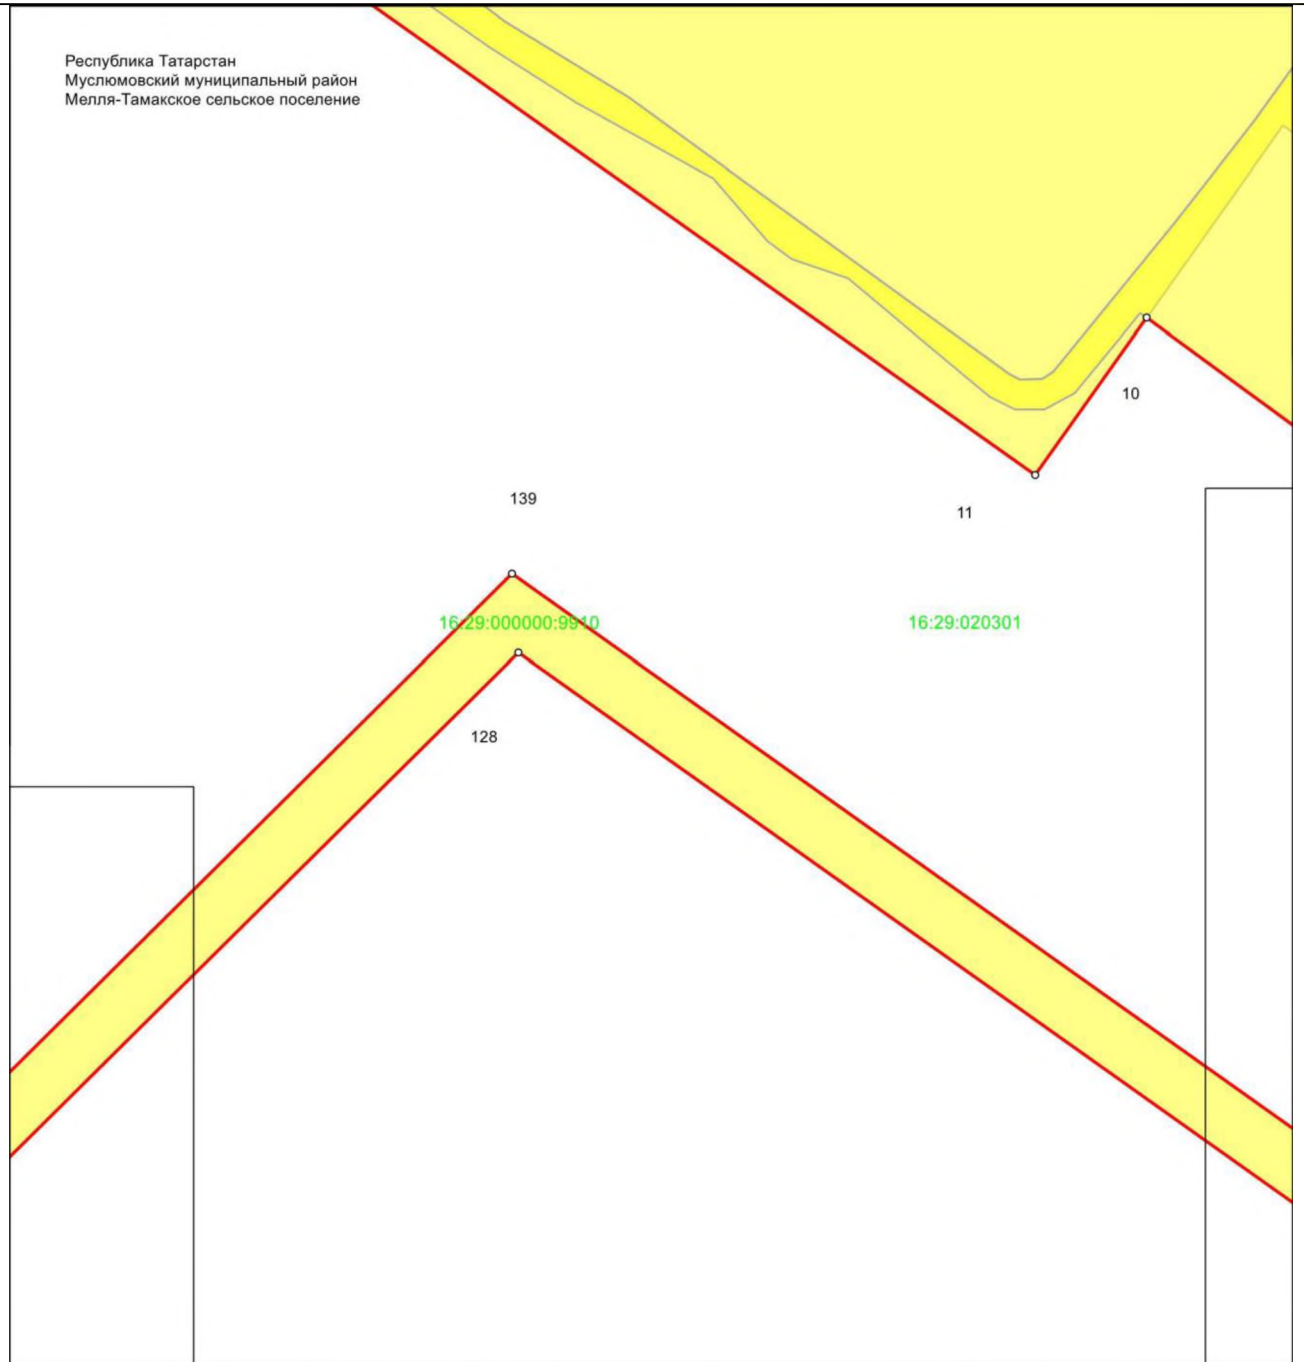 Республика Татарстан
Муслюмовский муниципальный район
Мелля-Тамакское сельское поселение
10
139
11
16:29:000000:9910
16:29:020301
128